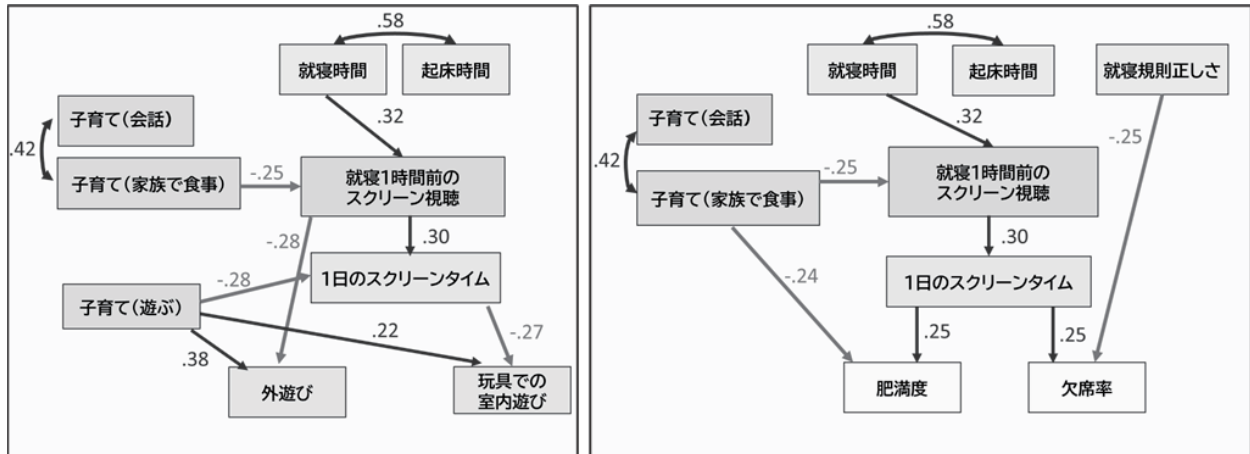 .58
就寝時間
起床時間
子育て(会話)
.32
.42
子育て(家族で食事)
-.25
就寝1時間前の
スクリーン視聴
-.28
.30
-.28
1日のスクリーンタイム
子育て(遊ぶ)
.22
-.27
.38
外遊び
玩具での
室内遊び
.58
就寝時間
起床時間
就寝規則正しさ
子育て(会話)
.32
-.25
.42
-.25
就寝1時間前の
スクリーン視聴
子育て(家族で食事)
.30
-.24
1日のスクリーンタイム
.25
.25
肥満度
欠席率